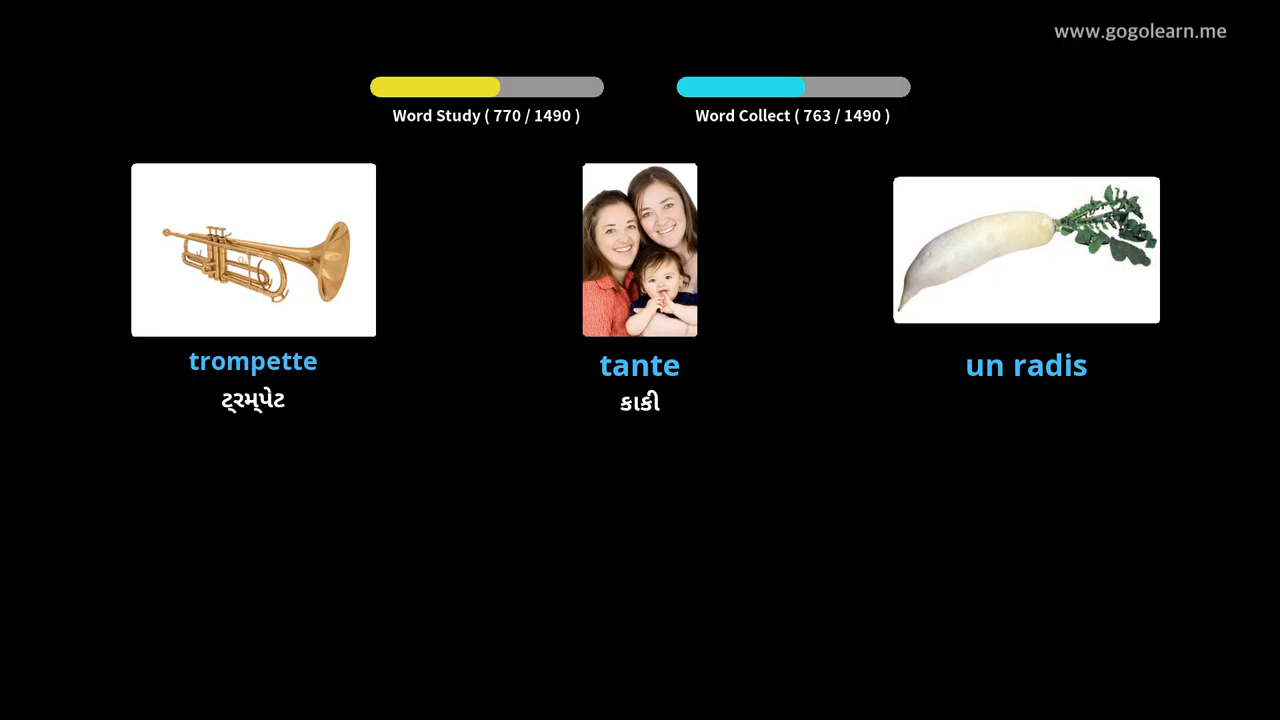 www.gogolearn.me
Word Study ( 770 / 1490 )
Word Collect ( 763 / 1490 )
trompette
ટ્રમ્પેટ
tante
કાકી
un radis